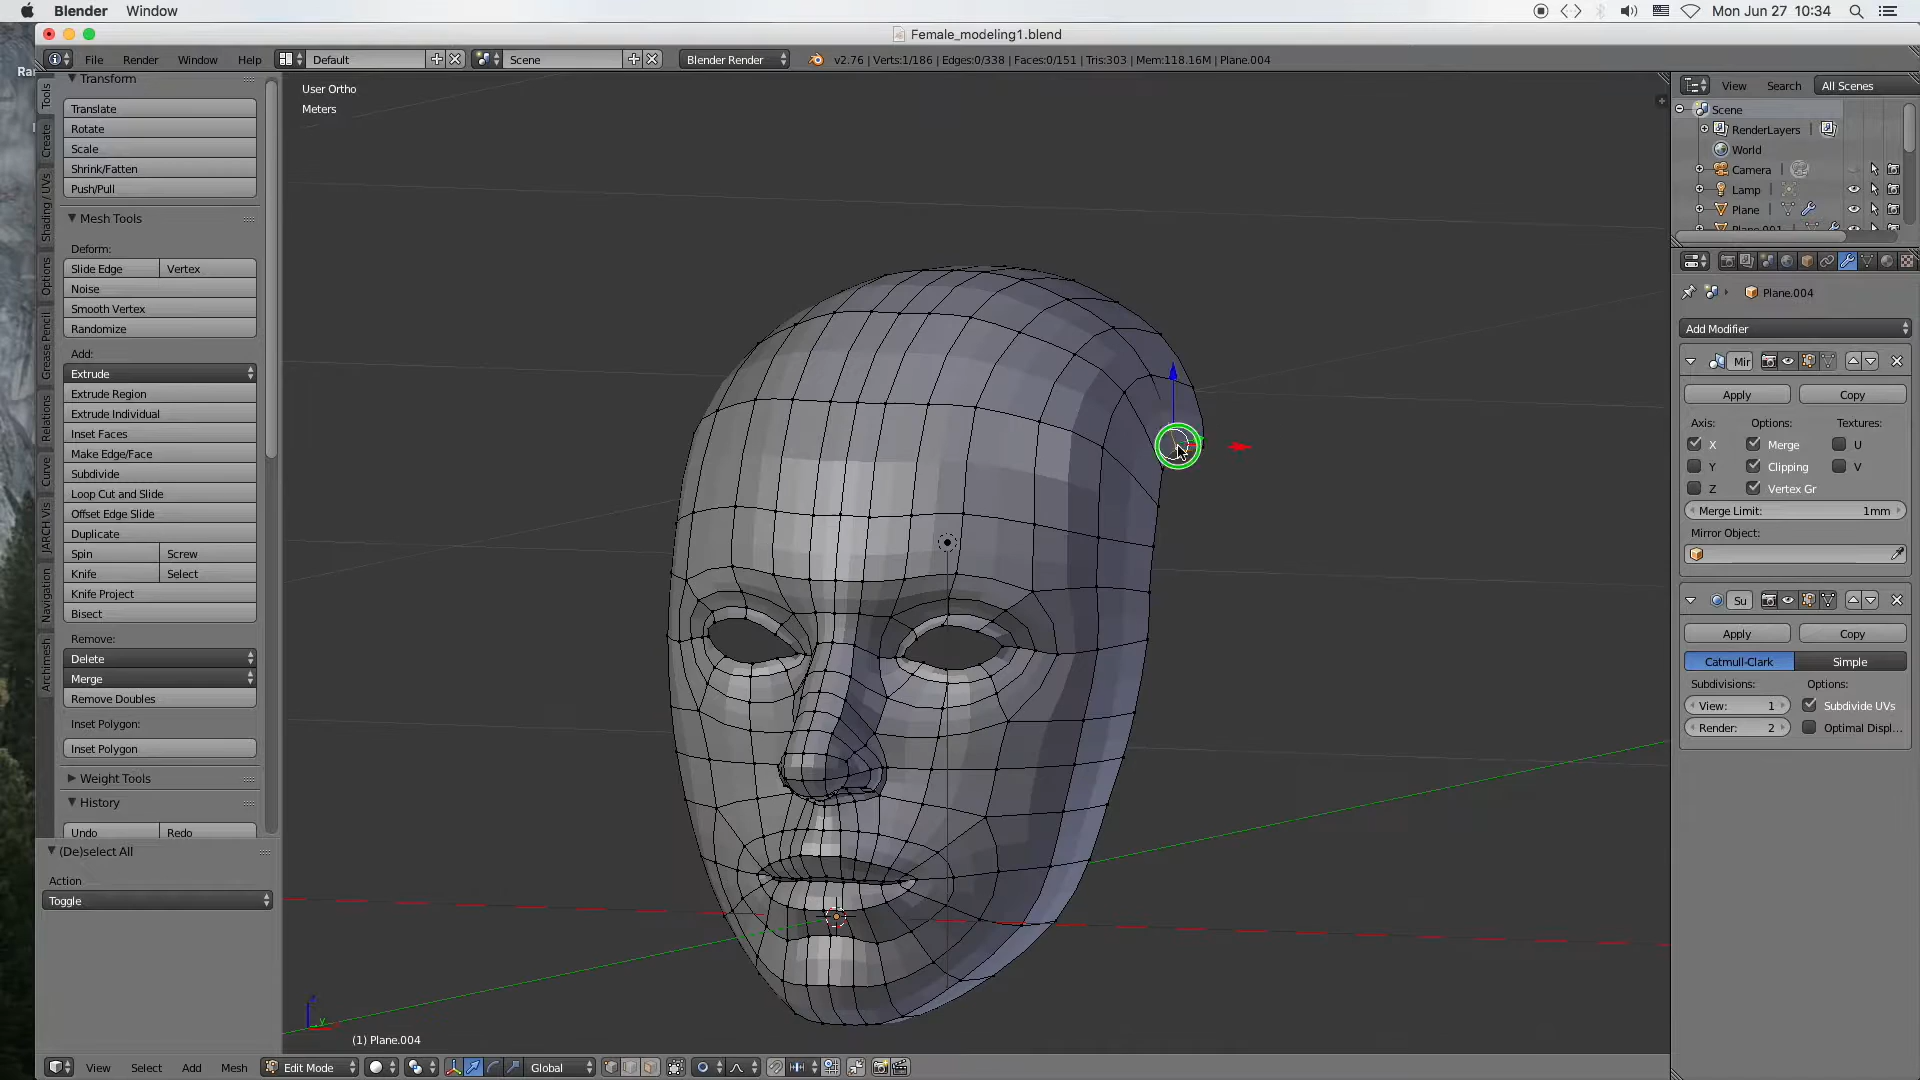 Blender Window
Mon Jun 27 10:34
Female_modeling1.blend
File Render Window Help Default Scene Blender Render v2.76 | Verts:1/186 | Edges:0/338 | Faces:0/151 | Tris:303 | Mem:118.16M | Plane.004
Ra
Tools
Create
Shading / UVs
Options
Grease Pencil
Relations
Curve
JARCH Vis
Navigation
Archimesh
Transform
Translate
Rotate
Scale
Shrink/Fatten
Push/Pull
Mesh Tools
Deform:
Slide Edge Vertex
Noise
Smooth Vertex
Randomize
Add:
Extrude
Extrude Region
Extrude Individual
Inset Faces
Make Edge/Face
Subdivide
Loop Cut and Slide
Offset Edge Slide
Duplicate
Spin Screw
Knife Select
Knife Project
Bisect
Remove:
Delete
Merge
Remove Doubles
Inset Polygon:
Inset Polygon
Weight Tools
History
Undo Redo
(De)select All
Action
Toggle
User Ortho
Meters
z
y
(1) Plane.004
View Select Add Mesh Edit Mode Global
View Search All Scenes
Scene
RenderLayers
World
Camera
Lamp
Plane
Plane.001
Plane.004
Add Modifier
Mir
Apply Copy
Axis: Options: Textures:
X Merge U
Y Clipping V
Z Vertex Gr
Merge Limit: 1mm
Mirror Object:
Su
Apply Copy
Catmull-Clark Simple
Subdivisions: Options:
View: 1 Subdivide UVs
Render: 2 Optimal Displ...